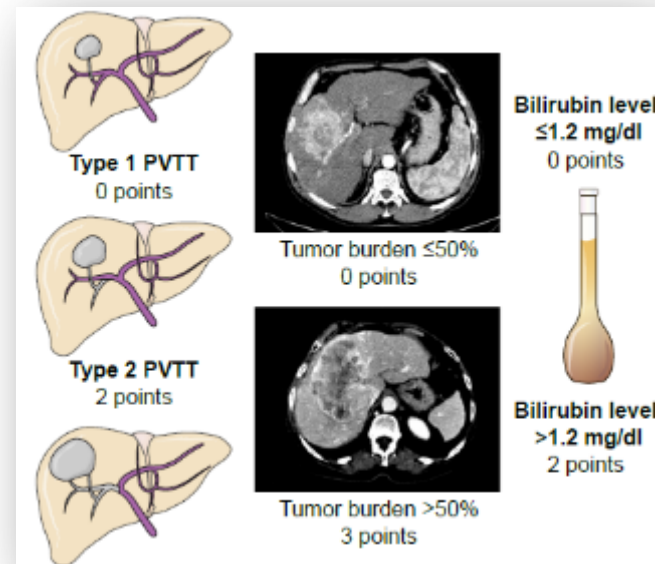 Type 1 PVTT
0 points
Type 2 PVTT
2 points
Tumor burden ≤50%
0 points
Tumor burden >50%
3 points
Bilirubin level
≤1.2 mg/dl
0 points
Bilirubin level
>1.2 mg/dl
2 points